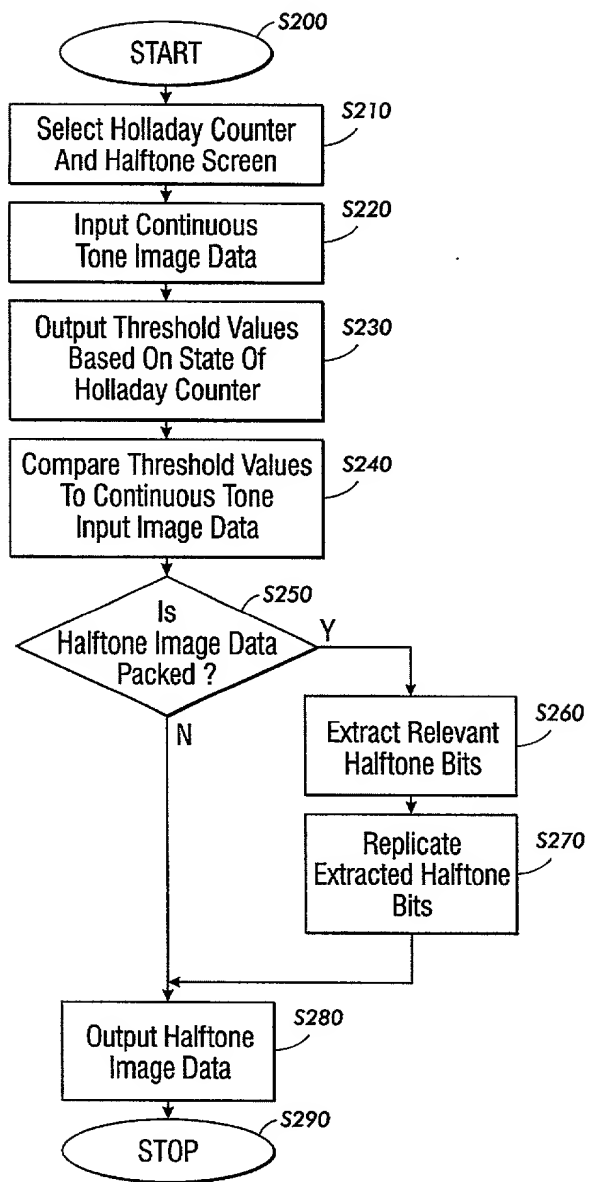 S200
START
S210
Select Holladay Counter
And Halftone Screen
S220
Input Continuous
Tone Image Data
S230
Output Threshold Values
Based On State Of
Holladay Counter
S240
Compare Threshold Values
To Continuous Tone
Input Image Data
S250
Is
Halftone Image Data
Packed ?
Y
N
S260
Extract Relevant
Halftone Bits
S270
Replicate
Extracted Halftone
Bits
S280
Output Halftone
Image Data
S290
STOP